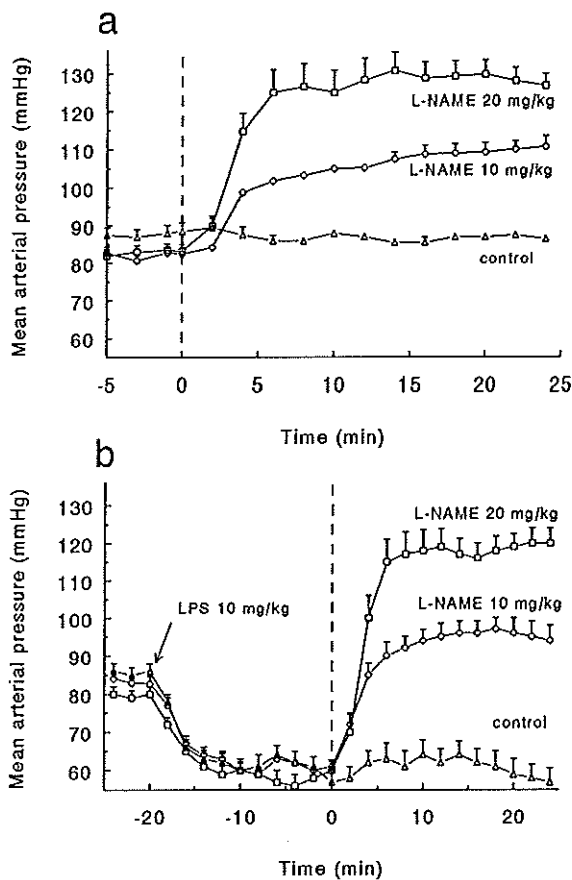 a
Mean arterial pressure (mmHg)
130
120
110
100
90
80
70
60
L-NAME 20 mg/kg
L-NAME 10 mg/kg
control
-5 0 5 10 15 20 25
Time (min)
b
Mean arterial pressure (mmHg)
130
120
110
100
90
80
70
60
LPS 10 mg/kg
L-NAME 20 mg/kg
L-NAME 10 mg/kg
control
-20 -10 0 10 20
Time (min)